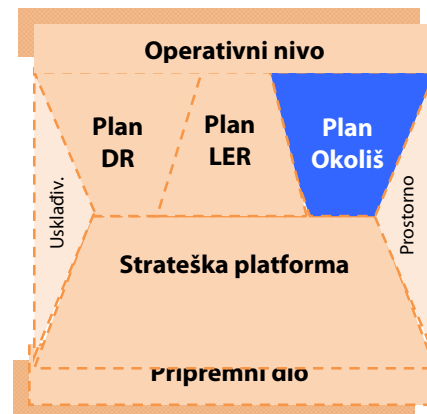 Operativni nivo
Plan
DR
Plan
LER
Plan
Okoliš
Usklađiv.
Prostorno
Strateška platforma
Pripremni dio